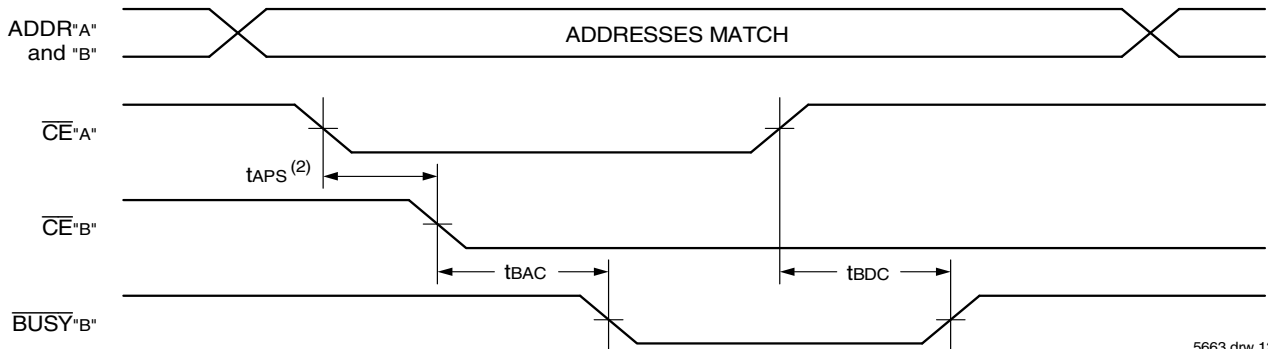 ADDR"A"
and "B"
ADDRESSES MATCH
CE"A"
tAPS (2)
CE"B"
tBAC
tBDC
BUSY"B"